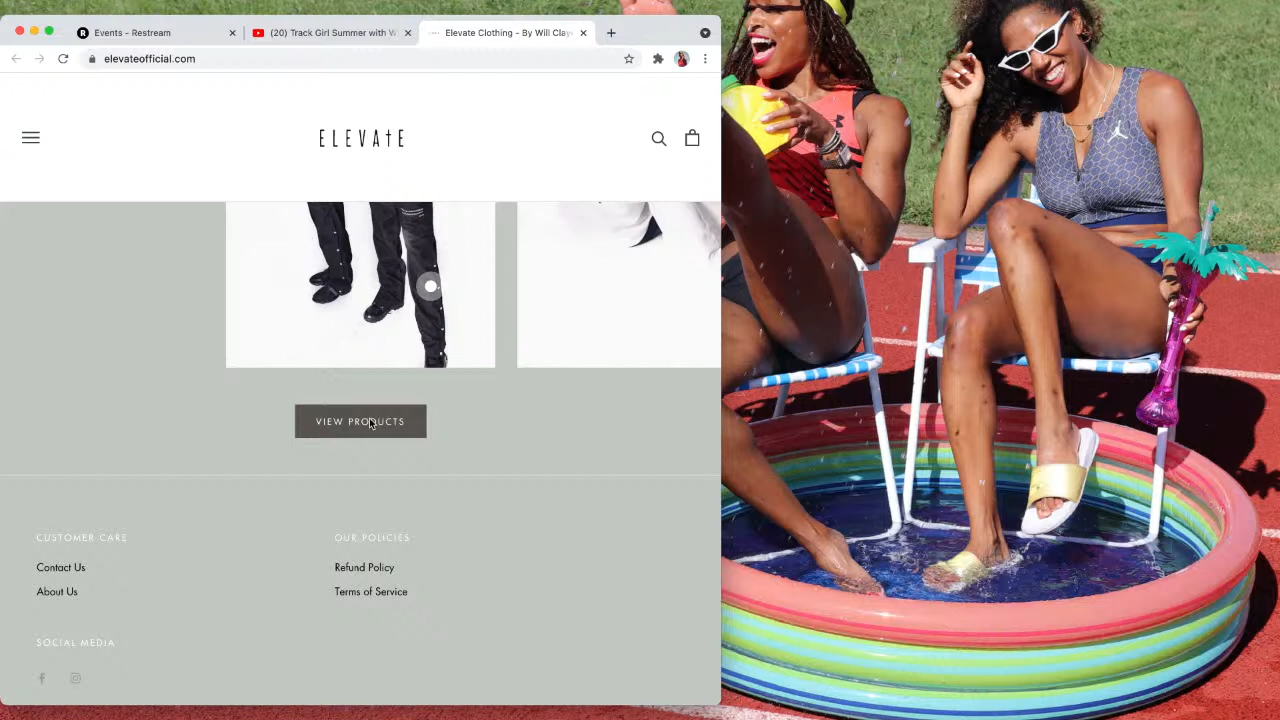 Events - Restream
(20) Track Girl Summer with W
Elevate Clothing - By Will Clay
elevateofficial.com
ELEVATE
VIEW PRODUCTS
CUSTOMER CARE
OUR POLICIES
Contact Us
Refund Policy
About Us
Terms of Service
SOCIAL MEDIA